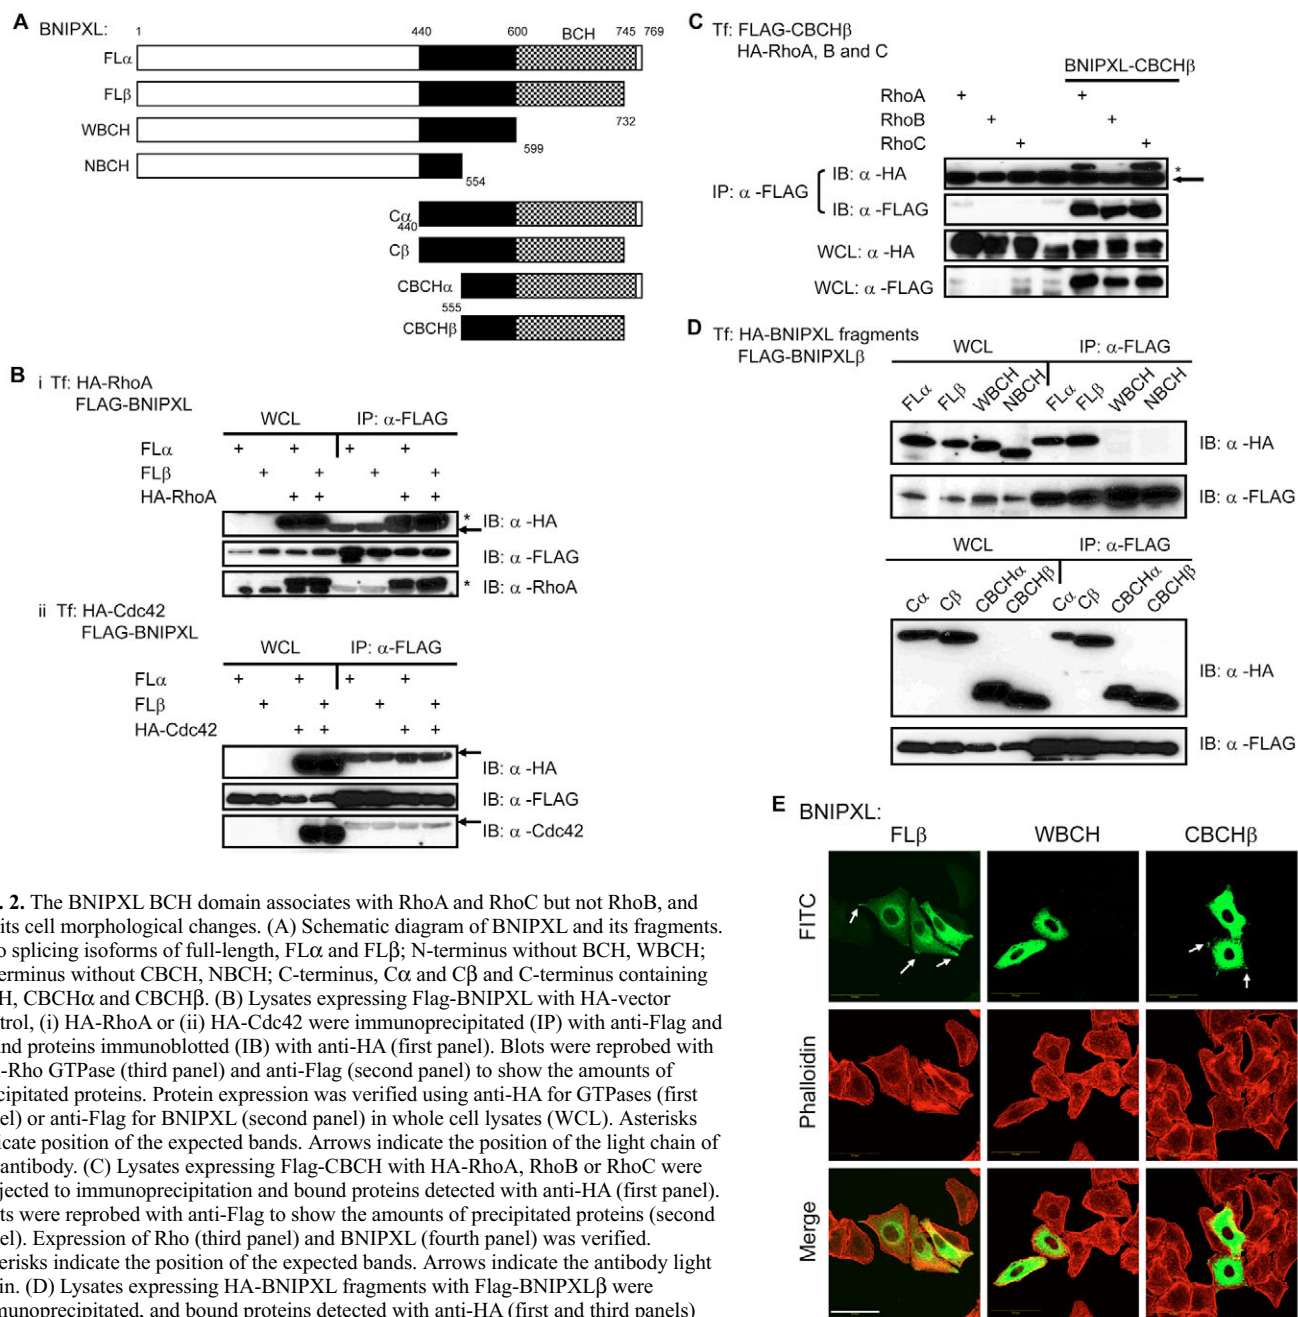 A
BNIPXL: 1 440 600 BCH 745 769
FLα
FLβ
732
WBCH
599
NBCH
554
Cα
440
Cβ
CBCHα
555
CBCHβ
B
i Tf: HA-RhoA
FLAG-BNIPXL
WCL IP: α-FLAG
FLα + + + +
FLβ + + + +
HA-RhoA + + + +
* IB: α-HA
IB: α-FLAG
* IB: α-RhoA
ii Tf: HA-Cdc42
FLAG-BNIPXL
WCL IP: α-FLAG
FLα + + + +
FLβ + + + +
HA-Cdc42 + + + +
IB: α-HA
IB: α-FLAG
IB: α-Cdc42
C Tf: FLAG-CBCHβ
HA-RhoA, B and C
BNIPXL-CBCHβ
RhoA + +
RhoB + +
RhoC + +
IP: α-FLAG
IB: α-HA *
IB: α-FLAG
WCL: α-HA
WCL: α-FLAG
D Tf: HA-BNIPXL fragments
FLAG-BNIPXLβ
WCL IP: α-FLAG
FLα FLβ WBCH NBCH FLα FLβ WBCH NBCH
IB: α-HA
IB: α-FLAG
WCL IP: α-FLAG
Cα Cβ CBCHα CBCHβ Cα Cβ CBCHα CBCHβ
IB: α-HA
IB: α-FLAG
E BNIPXL:
FLβ WBCH CBCHβ
FITC
Phalloidin
Merge
. 2. The BNIPXL BCH domain associates with RhoA and RhoC but not RhoB, and
its cell morphological changes. (A) Schematic diagram of BNIPXL and its fragments.
o splicing isoforms of full-length, FLα and FLβ; N-terminus without BCH, WBCH;
erminus without CBCH, NBCH; C-terminus, Cα and Cβ and C-terminus containing
H, CBCHα and CBCHβ. (B) Lysates expressing Flag-BNIPXL with HA-vector
trol, (i) HA-RhoA or (ii) HA-Cdc42 were immunoprecipitated (IP) with anti-Flag and
nd proteins immunoblotted (IB) with anti-HA (first panel). Blots were reprobed with
-Rho GTPase (third panel) and anti-Flag (second panel) to show the amounts of
cipitated proteins. Protein expression was verified using anti-HA for GTPases (first
el) or anti-Flag for BNIPXL (second panel) in whole cell lysates (WCL). Asterisks
icate position of the expected bands. Arrows indicate the position of the light chain of
antibody. (C) Lysates expressing Flag-CBCH with HA-RhoA, RhoB or RhoC were
jected to immunoprecipitation and bound proteins detected with anti-HA (first panel).
ts were reprobed with anti-Flag to show the amounts of precipitated proteins (second
el). Expression of Rho (third panel) and BNIPXL (fourth panel) was verified.
erisks indicate the position of the expected bands. Arrows indicate the antibody light
in. (D) Lysates expressing HA-BNIPXL fragments with Flag-BNIPXLβ were
munoprecipitated, and bound proteins detected with anti-HA (first and third panels)